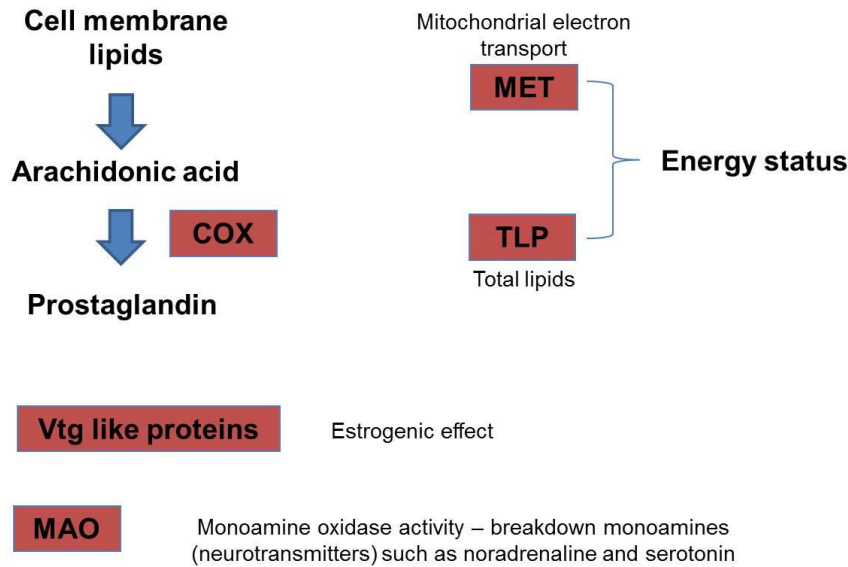 Cell membrane
lipids
Arachidonic acid
COX
Prostaglandin
Mitochondrial electron
transport
MET
Energy status
TLP
Total lipids
Vtg like proteins
Estrogenic effect
MAO
Monoamine oxidase activity – breakdown monoamines
(neurotransmitters) such as noradrenaline and serotonin